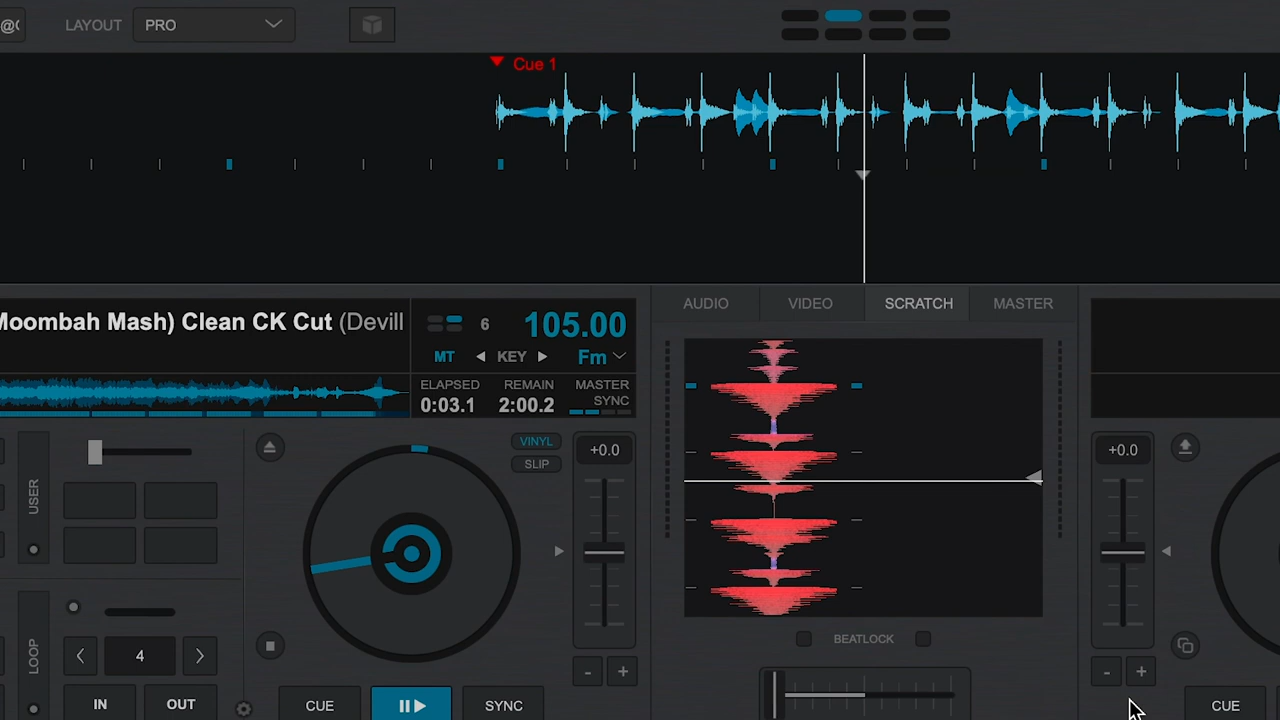 LAYOUT PRO
Cue 1
AUDIO VIDEO SCRATCH MASTER
Moombah Mash) Clean CK Cut (Devill
6 105.00
MT KEY Fm
ELAPSED REMAIN MASTER
SYNC
0:03.1 2:00.2
VINYL
SLIP
+0.0
+0.0
USER
BEATLOCK
LOOP
4
- +
- +
IN OUT
CUE
SYNC
CUE